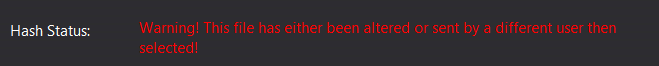 Hash Status: Warning! This file has either been altered or sent by a different user then
selected!